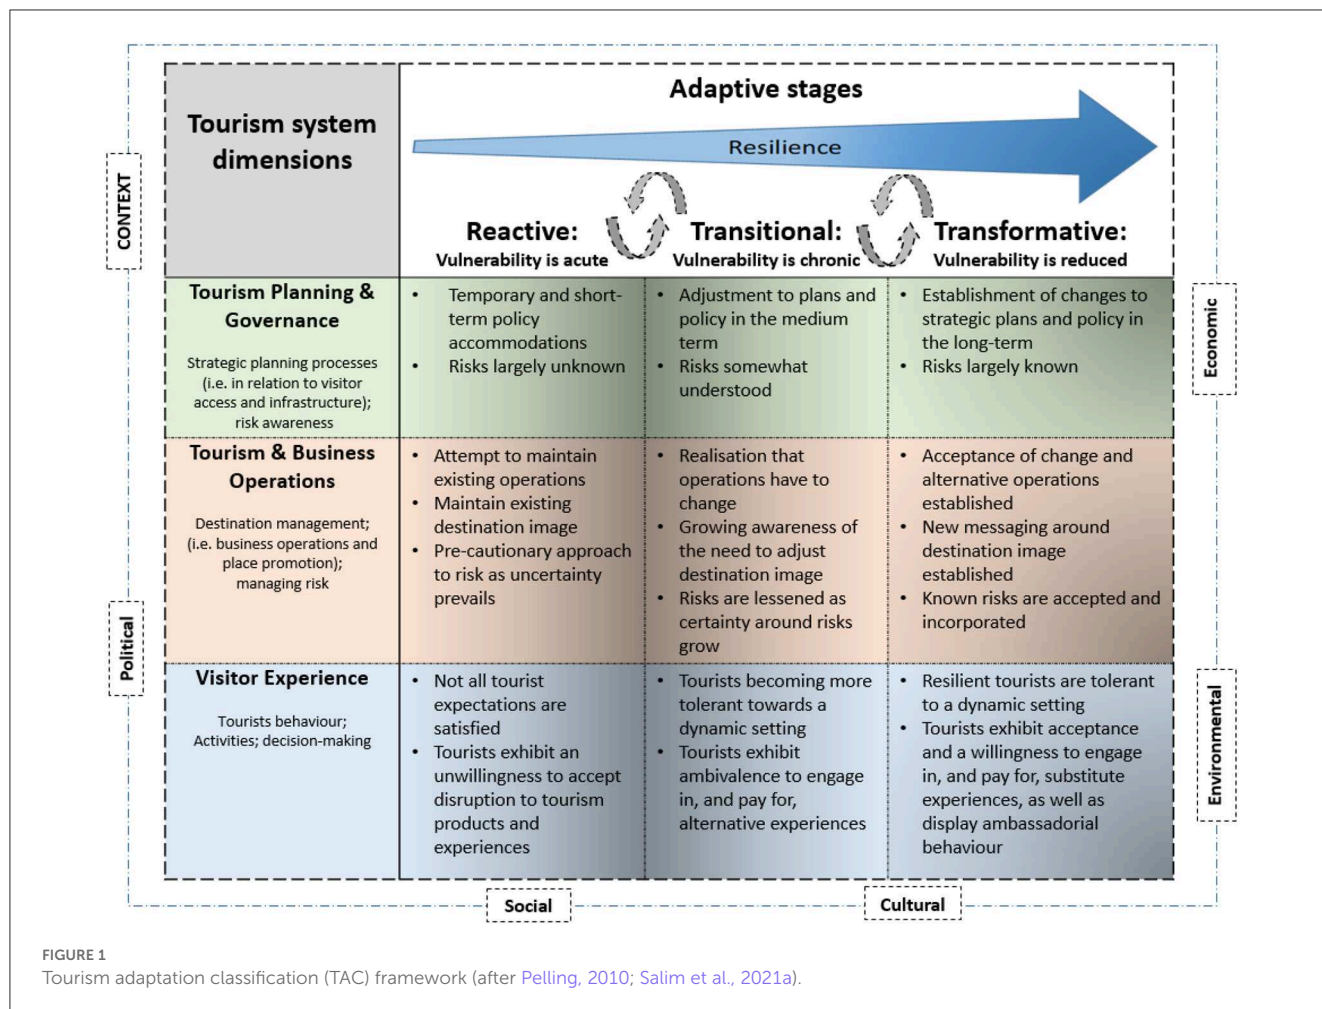 Tourism system
dimensions
Adaptive stages
Resilience
Reactive:
Vulnerability is acute
Transitional:
Vulnerability is chronic
Transformative:
Vulnerability is reduced
CONTEXT
Political
Economic
Environmental
Social
Cultural
Tourism Planning &
Governance
Strategic planning processes
(i.e. in relation to visitor
access and infrastructure);
risk awareness
• Temporary and short-
term policy
accommodations
• Risks largely unknown
• Adjustment to plans and
policy in the medium
term
• Risks somewhat
understood
• Establishment of changes to
strategic plans and policy in
the long-term
• Risks largely known
Tourism & Business
Operations
Destination management;
(i.e. business operations and
place promotion);
managing risk
• Attempt to maintain
existing operations
• Maintain existing
destination image
• Pre-cautionary approach
to risk as uncertainty
prevails
• Realisation that
operations have to
change
• Growing awareness of
the need to adjust
destination image
• Risks are lessened as
certainty around risks
grow
• Acceptance of change and
alternative operations
established
• New messaging around
destination image
established
• Known risks are accepted and
incorporated
Visitor Experience
Tourists behaviour;
Activities; decision-making
• Not all tourist
expectations are
satisfied
• Tourists exhibit an
unwillingness to accept
disruption to tourism
products and
experiences
• Tourists becoming more
tolerant towards a
dynamic setting
• Tourists exhibit
ambivalence to engage
in, and pay for,
alternative experiences
• Resilient tourists are tolerant
to a dynamic setting
• Tourists exhibit acceptance
and a willingness to engage
in, and pay for, substitute
experiences, as well as
display ambassadorial
behaviour
FIGURE 1
Tourism adaptation classification (TAC) framework (after Pelling, 2010; Salim et al., 2021a).